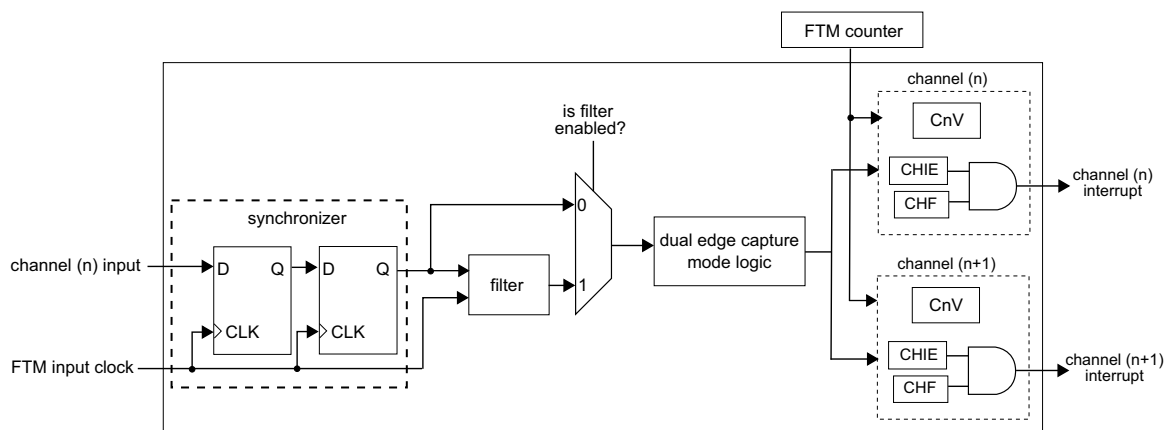 FTM counter
channel (n)
is filter
enabled?
CnV
CHIE
CHF
channel (n)
interrupt
synchronizer
channel (n) input
D Q
D Q
CLK
CLK
FTM input clock
filter
0
1
dual edge capture
mode logic
channel (n+1)
CnV
CHIE
CHF
channel (n+1)
interrupt